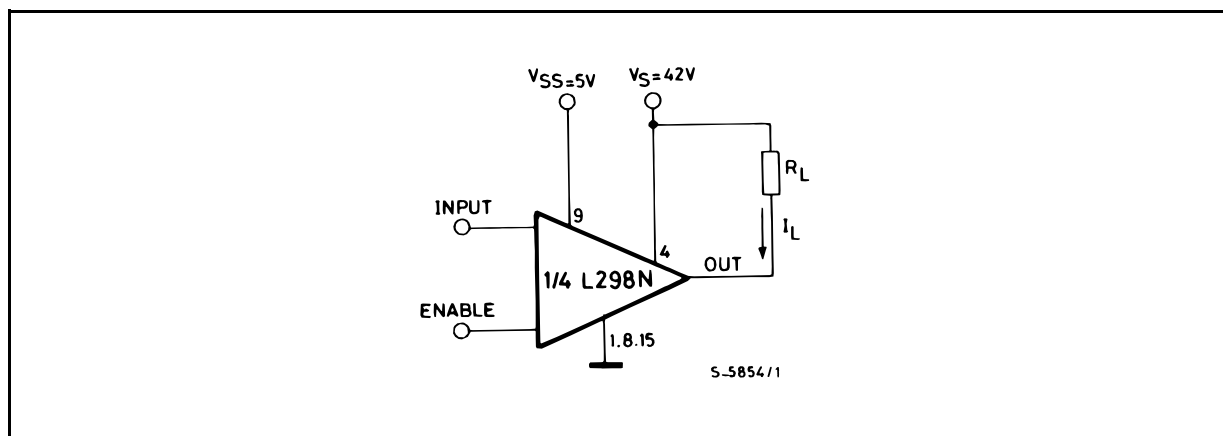 VSS=5V
VS=42V
RL
INPUT
9
IL
4
OUT
1/4 L298N
ENABLE
1.8.15
S-5854/1